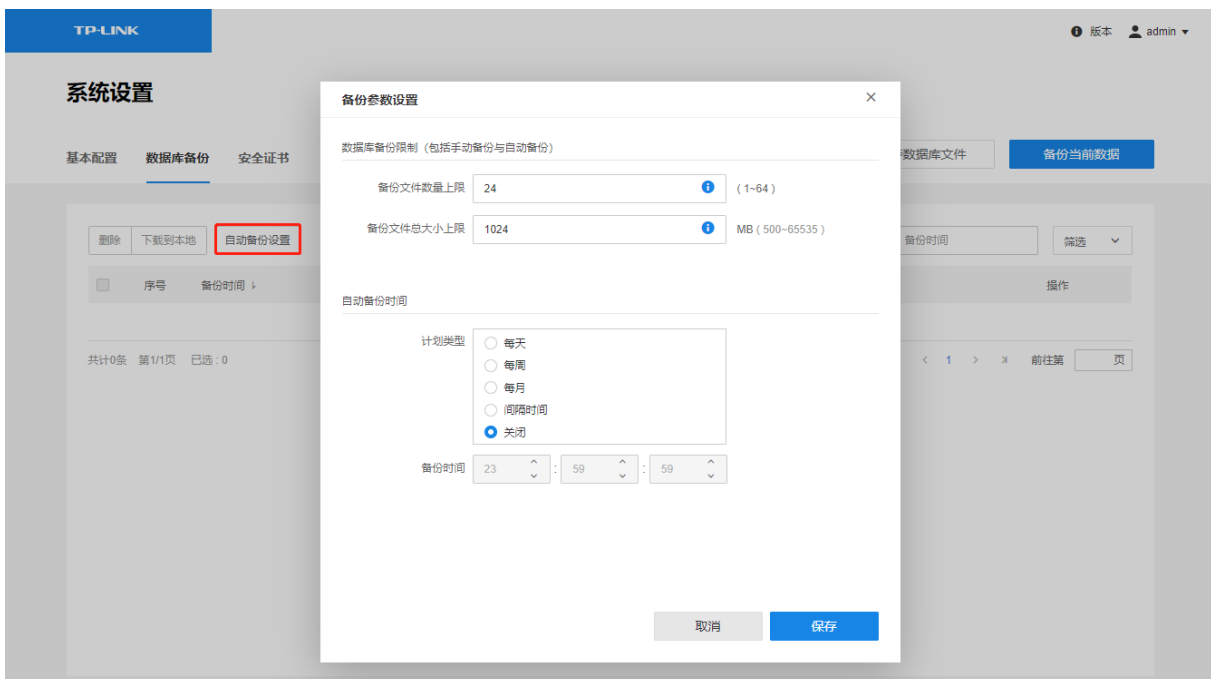 TP-LINK
版本 admin
系统设置
基本配置 数据库备份 安全证书
数据库文件 备份当前数据
删除 下载到本地 自动备份设置
备份时间 筛选
序号 备份时间 操作
共计0条 第1/1页 已选：0
< 1 > 前往第 页
备份参数设置
数据库备份限制（包括手动备份与自动备份）
备份文件数量上限 24 ( 1~64 )
备份文件总大小上限 1024 MB ( 500~65535 )
自动备份时间
计划类型 每天
每周
每月
间隔时间
关闭
备份时间 23 : 59 : 59
取消 保存